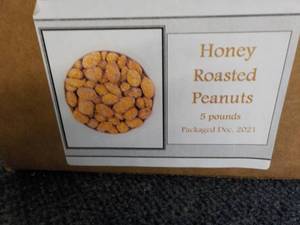 Honey
Roasted
Peanuts
5 pounds
Packaged Dec. 2021